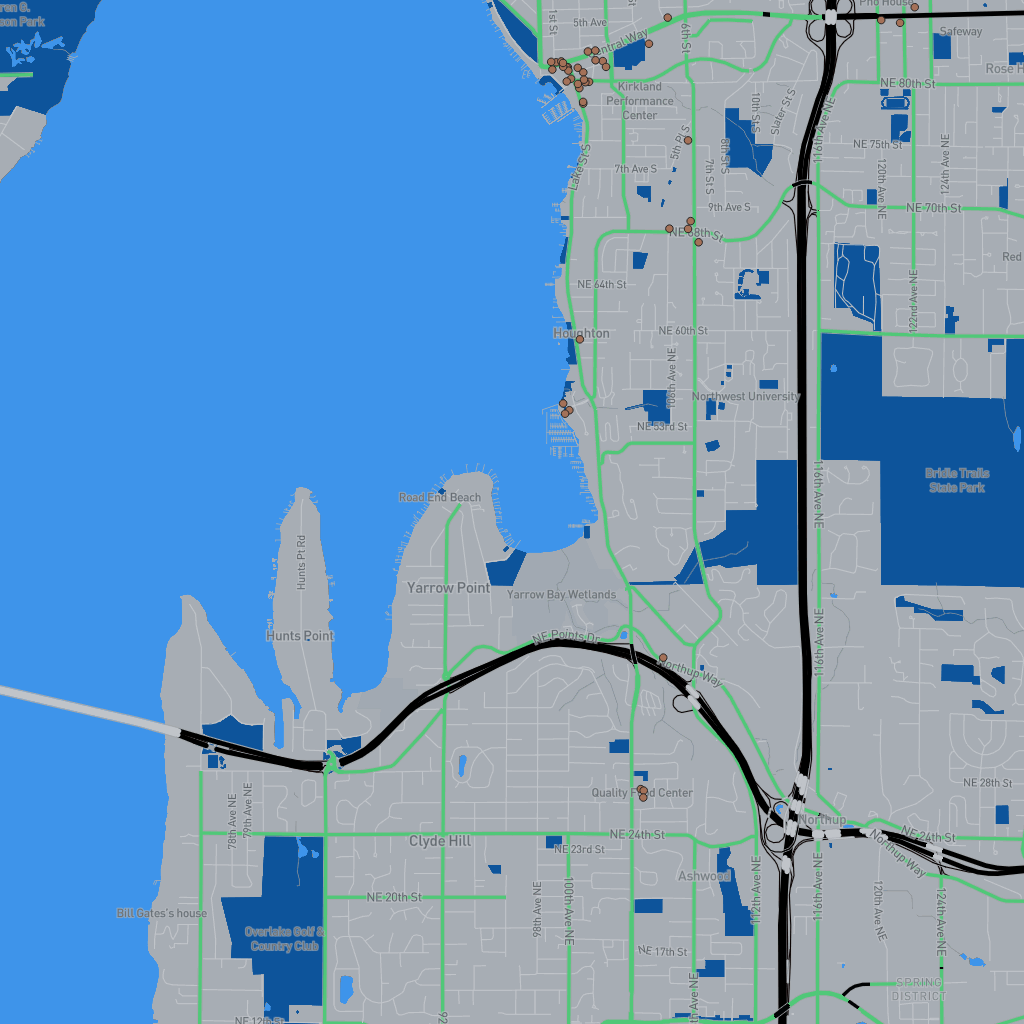 5th Ave
1st St
Central Way
6th St S
Pho House
Safeway
Kirkland
Performance
Center
NE 80th St
Rose H
10th St S
Slater St S
116th Ave NE
NE 75th St
Lake St S
5th Pl S
7th Ave S
8th St S
7th St S
120th Ave NE
124th Ave NE
9th Ave S
NE 70th St
NE 68th St
Red
NE 64th St
122nd Ave NE
Houghton
NE 60th St
106th Ave NE
Northwest University
NE 53rd St
Bridle Trails
State Park
116th Ave NE
Road End Beach
Hunts Pt Rd
Yarrow Point
Yarrow Bay Wetlands
Hunts Point
NE Points Dr
116th Ave NE
Northup Way
78th Ave NE
79th Ave NE
Quality Food Center
NE 28th St
Northup
NE 24th St
Clyde Hill
NE 24th St
Northup Way
NE 23rd St
Ashwood
NE 20th St
98th Ave NE
100th Ave NE
112th Ave NE
116th Ave NE
120th Ave NE
124th Ave NE
Bill Gates's house
Overlake Golf &
Country Club
NE 17th St
SPRING
DISTRICT
NE 12th St
92
th Ave NE